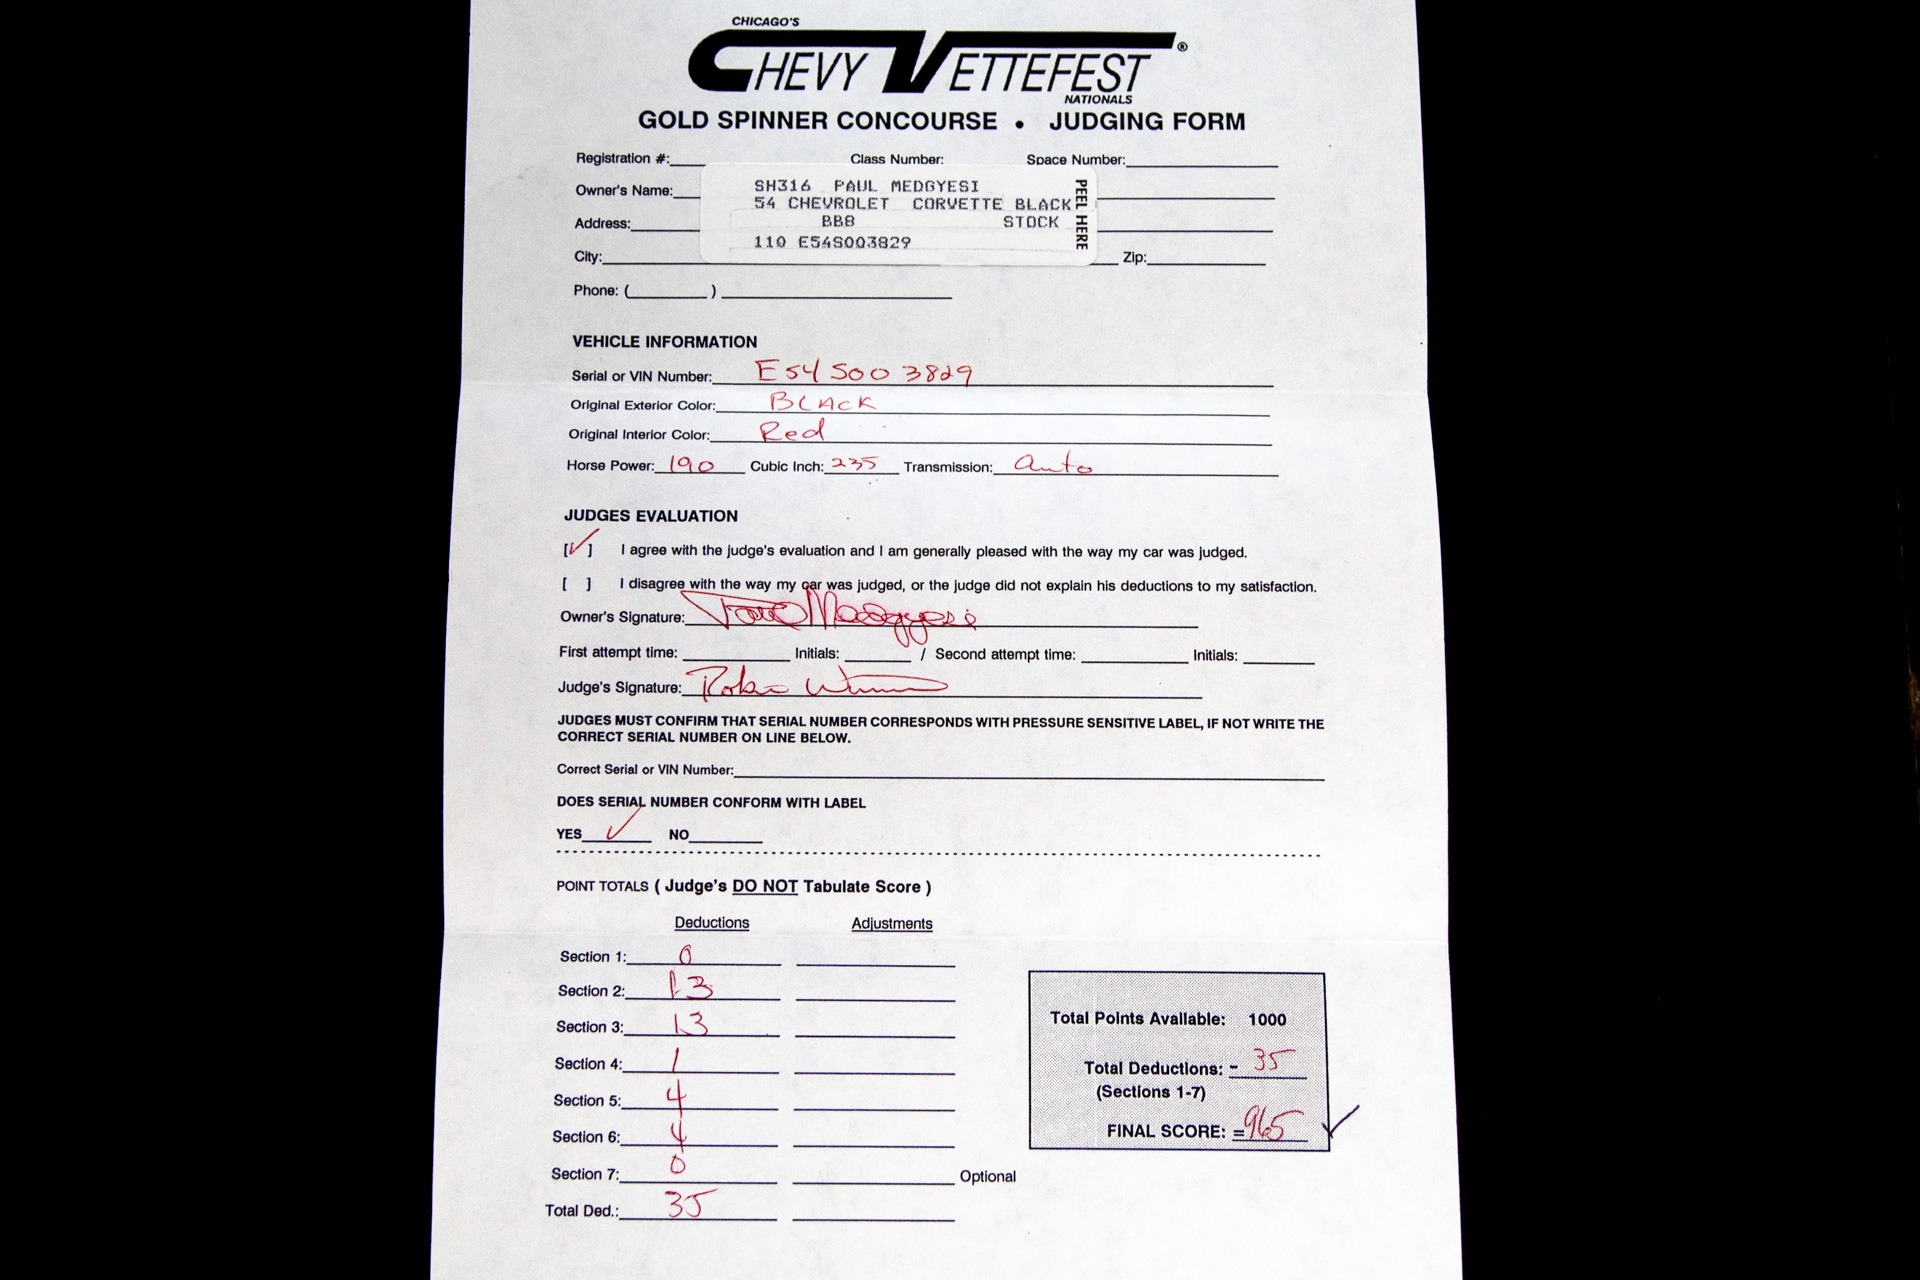 CHICAGO'S
CHEVY VETTEFEST ®
NATIONALS
GOLD SPINNER CONCOURSE • JUDGING FORM
Registration #: Class Number: Space Number:
SH316 PAUL MEDGYESI
Owner's Name:
54 CHEVROLET CORVETTE BLACK
BBB STOCK
Address:
110 E54S003829
PEEL HERE
City: Zip:
Phone: ( )
VEHICLE INFORMATION
Serial or VIN Number: E54S003829
Original Exterior Color: BLACK
Original Interior Color: Red
Horse Power: 190 Cubic Inch: 235 Transmission: auto
JUDGES EVALUATION
[✓] I agree with the judge's evaluation and I am generally pleased with the way my car was judged.
[ ] I disagree with the way my car was judged, or the judge did not explain his deductions to my satisfaction.
Owner's Signature: Paul Medgyesi
First attempt time: Initials: / Second attempt time: Initials:
Judge's Signature:
JUDGES MUST CONFIRM THAT SERIAL NUMBER CORRESPONDS WITH PRESSURE SENSITIVE LABEL, IF NOT WRITE THE
CORRECT SERIAL NUMBER ON LINE BELOW.
Correct Serial or VIN Number:
DOES SERIAL NUMBER CONFORM WITH LABEL
YES ✓ NO
POINT TOTALS ( Judge's DO NOT Tabulate Score )
Deductions Adjustments
Section 1: 0
Section 2: 13
Section 3: 13
Section 4: 1
Section 5: 4
Section 6: 4
Section 7: 0 Optional
Total Ded.: 35
Total Points Available: 1000
Total Deductions: - 35
(Sections 1-7)
FINAL SCORE: = 965 ✓